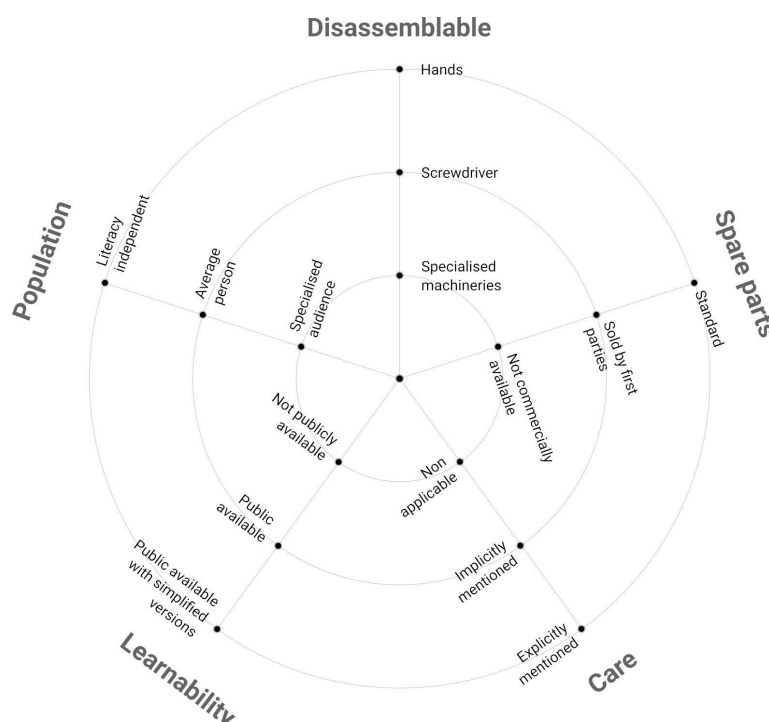 Disassemblable
Hands
Screwdriver
Specialised
machineries
Spare parts
Standard
Sold by first
parties
Not commercially
available
Care
Non
applicable
Implicitly
mentioned
Explicitly
mentioned
Learnability
Not publicly
available
Public
available
Public available
with simplified
versions
Population
Literacy
independent
Average
person
Specialised
audience